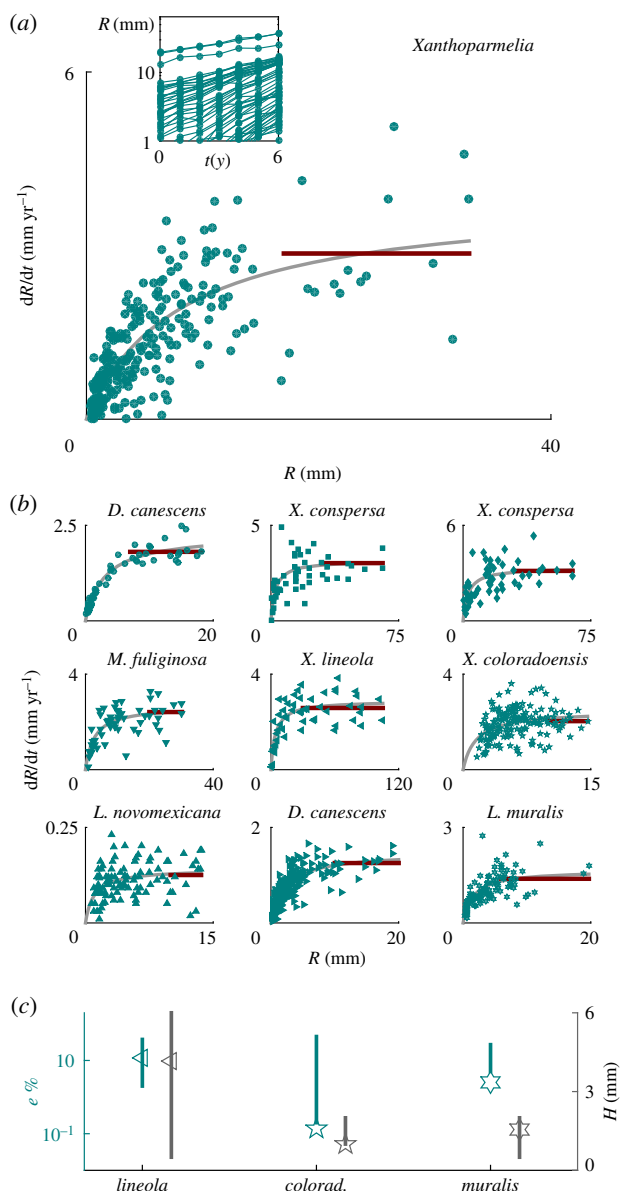 (a)
R (mm)
Xanthoparmelia
6
10
1
0
t(y)
6
dR/dt (mm yr⁻¹)
0
40
R (mm)
(b)
D. canescens
X. conspersa
X. conspersa
2.5
5
6
0
20
0
75
0
75
M. fuliginosa
X. lineola
X. coloradoensis
4
4
4
dR/dt (mm yr⁻¹)
0
40
0
120
0
15
L. novomexicana
D. canescens
L. muralis
0.25
2
3
0
15
0
20
0
20
R (mm)
(c)
6
10
e %
3
H (mm)
10⁻¹
0
lineola
colorad.
muralis